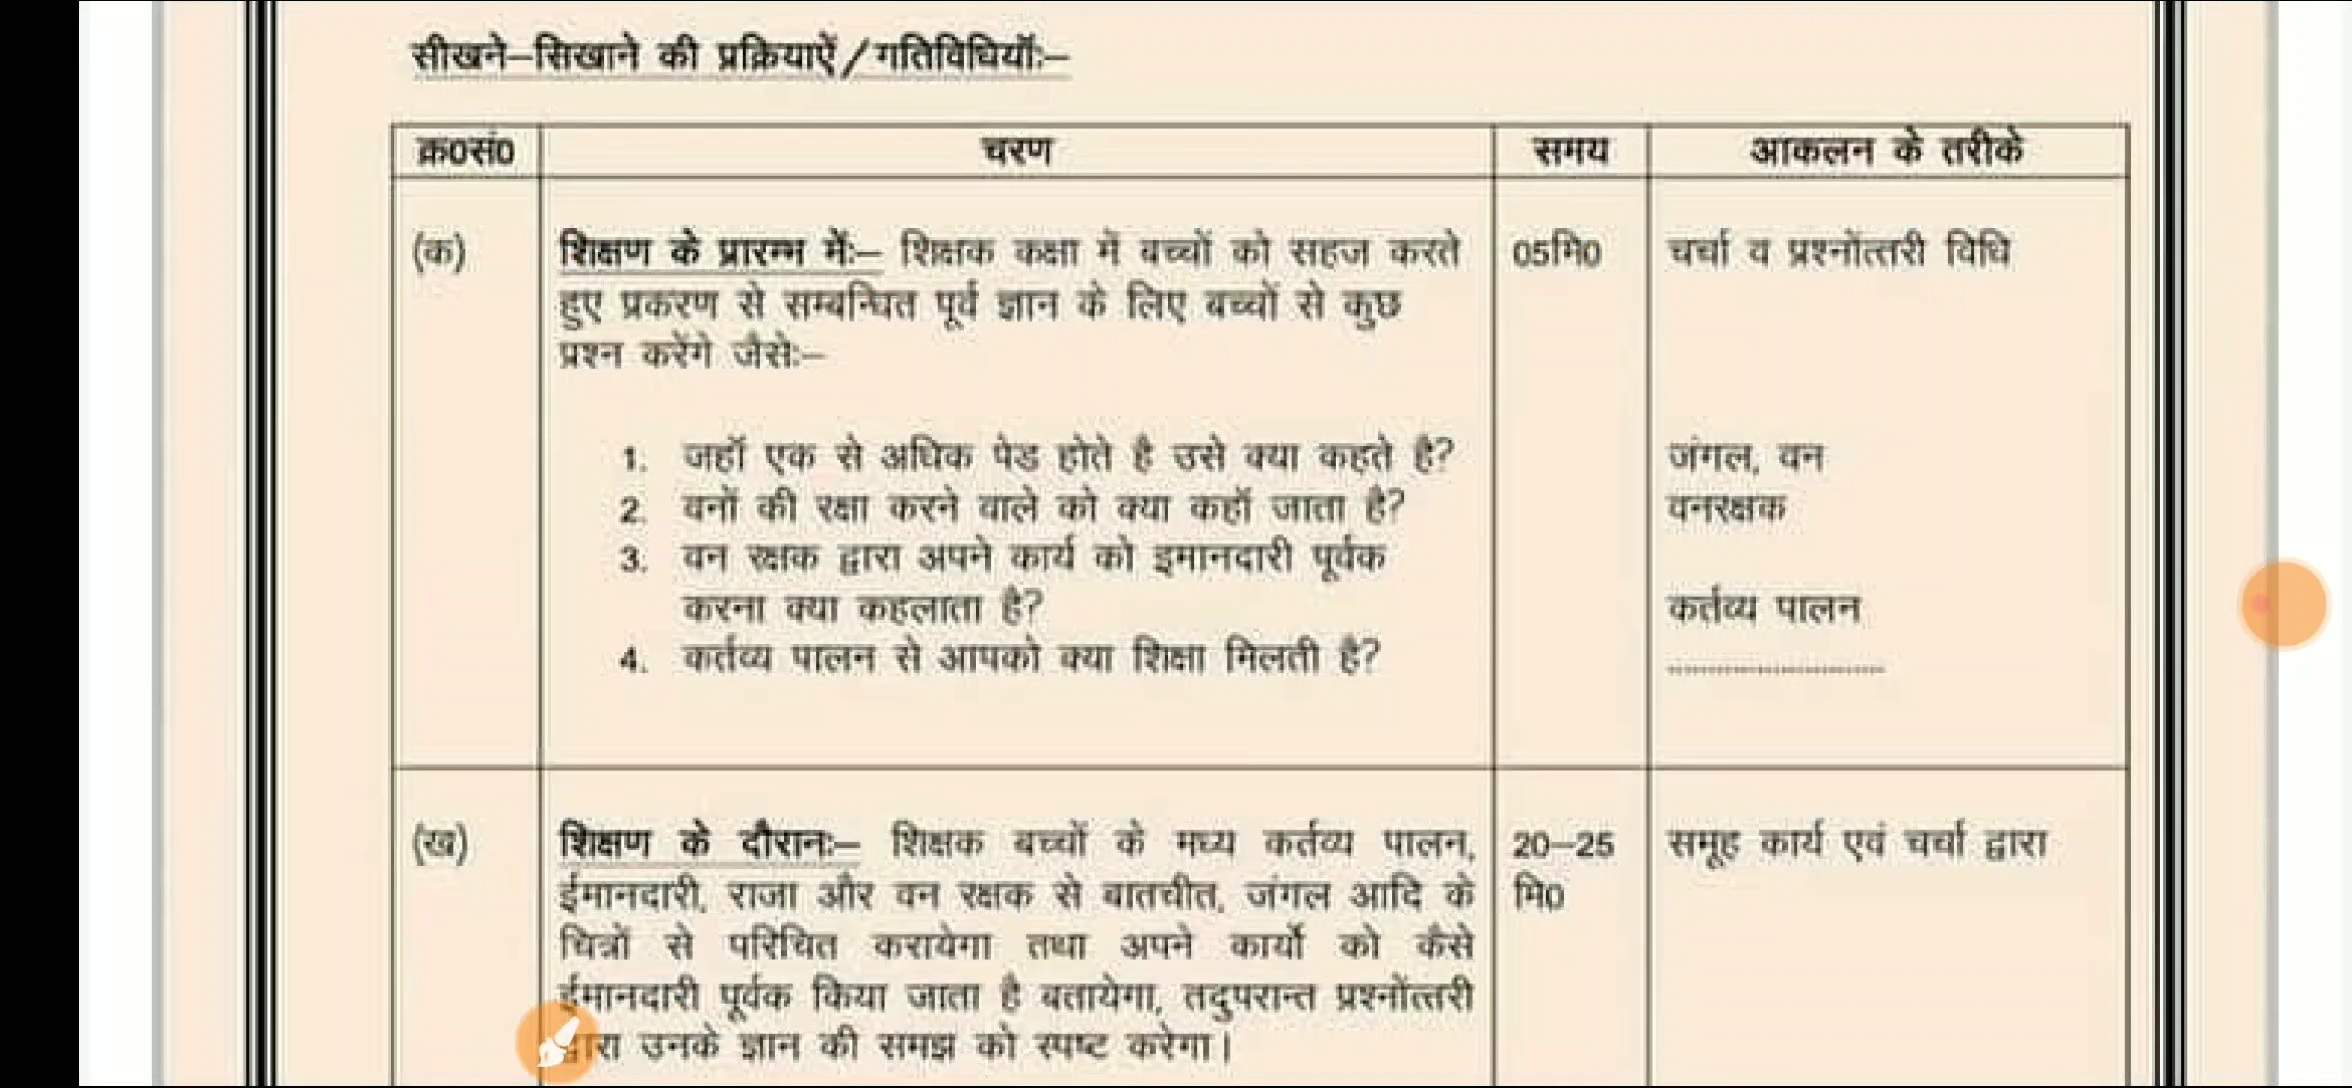 सीखने–सिखाने की प्रक्रियाऐं/गतिविधियॉः–
क्र0सं0 चरण समय आकलन के तरीके
(क) शिक्षण के प्रारम्भ में:– शिक्षक कक्षा में बच्चों को सहज करते 05मि0 चर्चा व प्रश्नोंत्तरी विधि
हुए प्रकरण से सम्बन्धित पूर्व ज्ञान के लिए बच्चों से कुछ
प्रश्न करेंगे जैसेः–
1. जहॉ एक से अधिक पेड होते है उसे क्या कहते है? जंगल, वन
2. वनों की रक्षा करने वाले को क्या कहॉ जाता है? वनरक्षक
3. वन रक्षक द्वारा अपने कार्य को इमानदारी पूर्वक
करना क्या कहलाता है? कर्तव्य पालन
4. कर्तव्य पालन से आपको क्या शिक्षा मिलती है? ........................
(ख) शिक्षण के दौरानः– शिक्षक बच्चों के मध्य कर्तव्य पालन, 20–25 समूह कार्य एवं चर्चा द्वारा
ईमानदारी, राजा और वन रक्षक से बातचीत, जंगल आदि के मि0
चित्रों से परिचित करायेगा तथा अपने कार्यो को कैसे
ईमानदारी पूर्वक किया जाता है बतायेगा, तदुपरान्त प्रश्नोंत्तरी
द्वारा उनके ज्ञान की समझ को स्पष्ट करेगा।